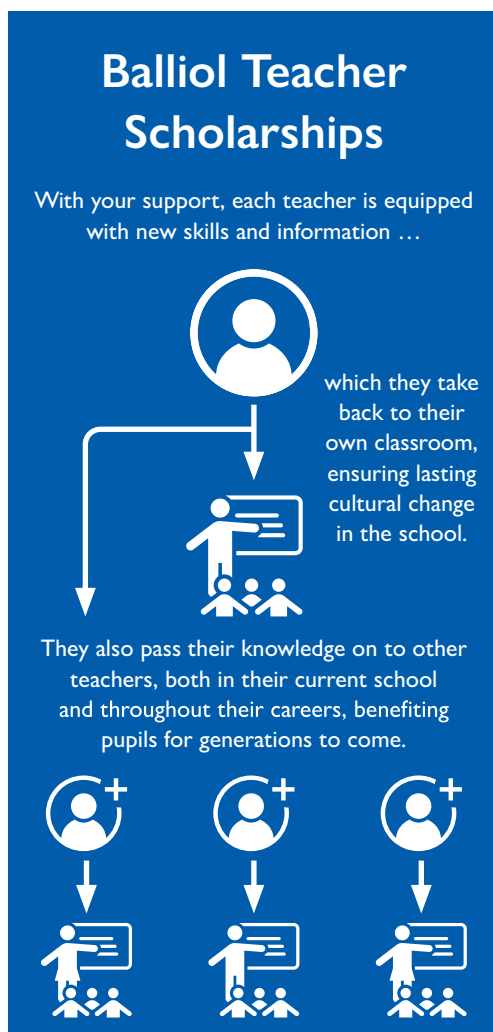 Balliol Teacher
Scholarships
With your support, each teacher is equipped
with new skills and information …
which they take
back to their
own classroom,
ensuring lasting
cultural change
in the school.
They also pass their knowledge on to other
teachers, both in their current school
and throughout their careers, benefiting
pupils for generations to come.